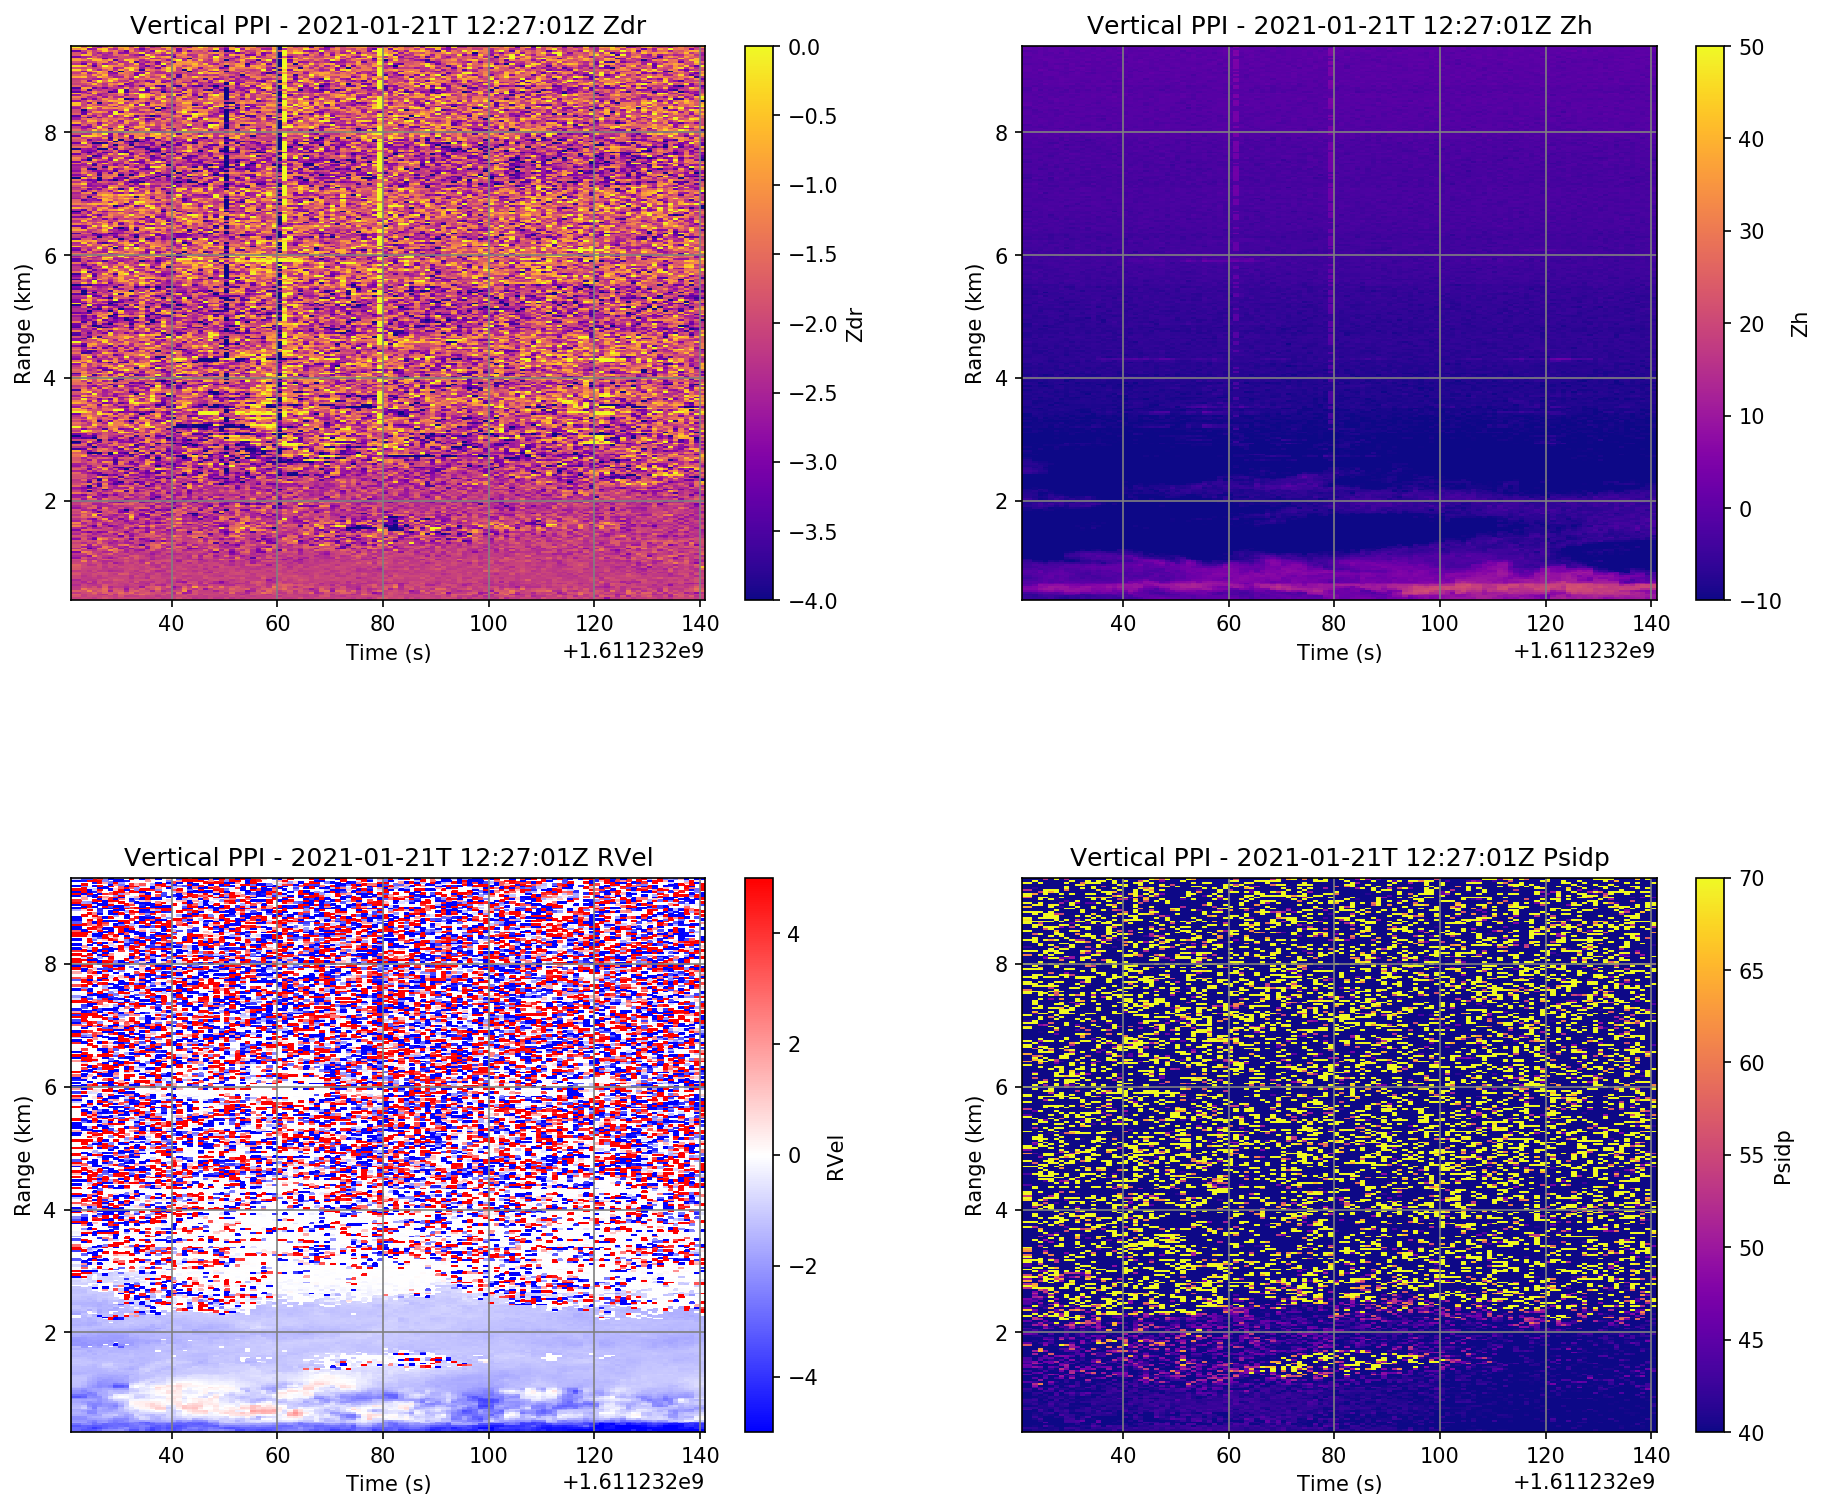 Vertical PPI - 2021-01-21T 12:27:01Z Zdr
Range (km)
8
6
4
2
40 60 80 100 120 140
Time (s)
+1.611232e9
0.0
−0.5
−1.0
−1.5
−2.0
−2.5
−3.0
−3.5
−4.0
Zdr
Vertical PPI - 2021-01-21T 12:27:01Z Zh
Range (km)
8
6
4
2
40 60 80 100 120 140
Time (s)
+1.611232e9
50
40
30
20
10
0
−10
Zh
Vertical PPI - 2021-01-21T 12:27:01Z RVel
Range (km)
8
6
4
2
40 60 80 100 120 140
Time (s)
+1.611232e9
4
2
0
−2
−4
RVel
Vertical PPI - 2021-01-21T 12:27:01Z Psidp
Range (km)
8
6
4
2
40 60 80 100 120 140
Time (s)
+1.611232e9
70
65
60
55
50
45
40
Psidp